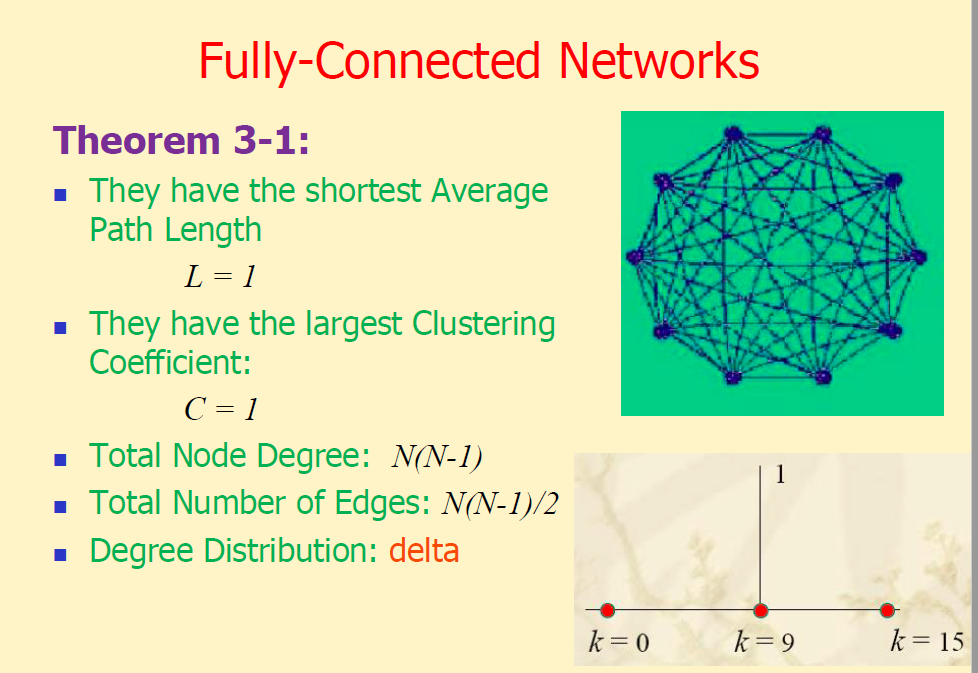 Fully-Connected Networks
Theorem 3-1:
They have the shortest Average
Path Length
L = 1
They have the largest Clustering
Coefficient:
C = 1
Total Node Degree: N(N-1)
Total Number of Edges: N(N-1)/2
Degree Distribution: delta
1
k = 0 k = 9 k = 15